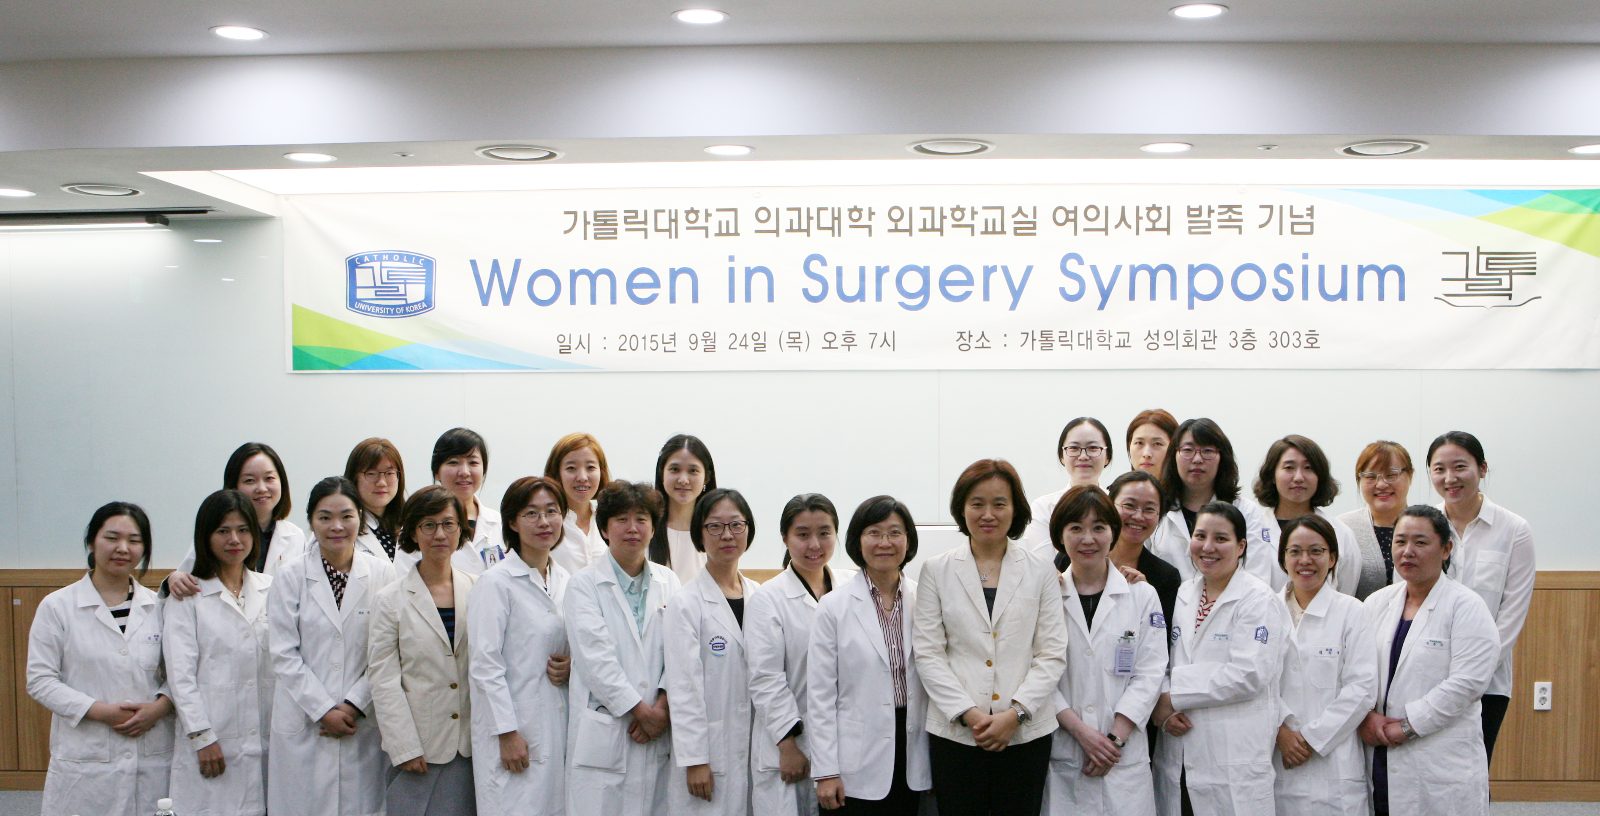 가톨릭대학교 의과대학 외과학교실 여의사회 발족 기념
CATHOLIC
UNIVERSITY OF KOREA
Women in Surgery Symposium
가톨릭
일시 : 2015년 9월 24일 (목) 오후 7시 장소 : 가톨릭대학교 성의회관 3층 303호